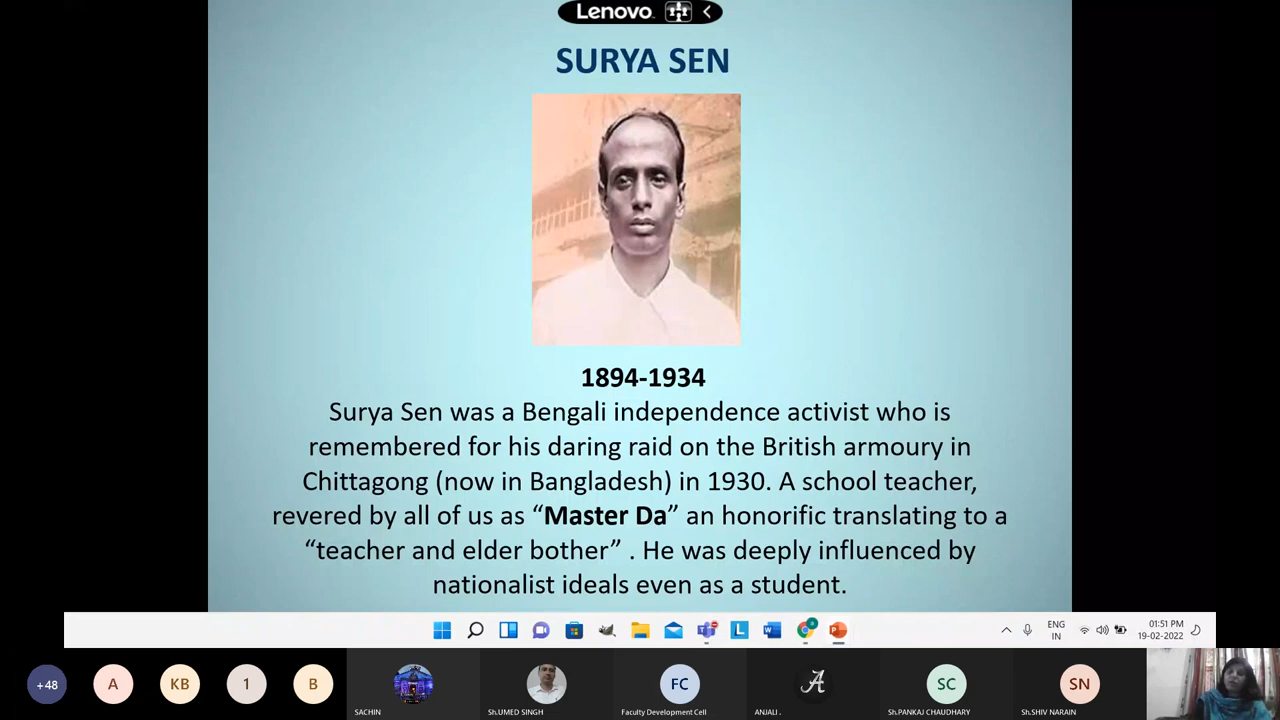 Lenovo
SURYA SEN
1894-1934
Surya Sen was a Bengali independence activist who is
remembered for his daring raid on the British armoury in
Chittagong (now in Bangladesh) in 1930. A school teacher,
revered by all of us as “Master Da” an honorific translating to a
“teacher and elder bother” . He was deeply influenced by
nationalist ideals even as a student.
ENG
IN
01:51 PM
19-02-2022
+48
A
KB
1
B
FC
A
SC
SN
SACHIN
Sh.UMED SINGH
Faculty Development Cell
ANJALI .
Sh.PANKAJ CHAUDHARY
Sh.SHIV NARAIN